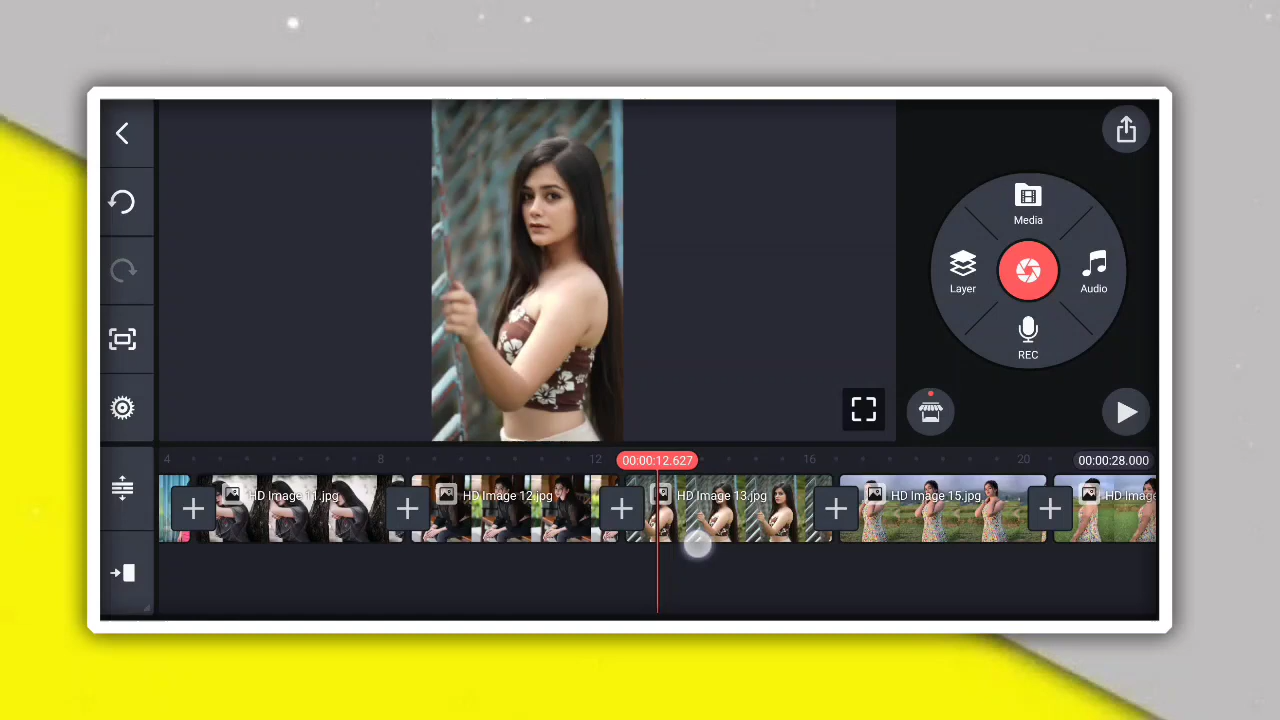 Media
Layer
Audio
REC
4
8
12
00:00:12.627
16
20
00:00:28.000
HD Image 11.jpg
HD Image 12.jpg
HD Image 13.jpg
HD Image 15.jpg
HD Image